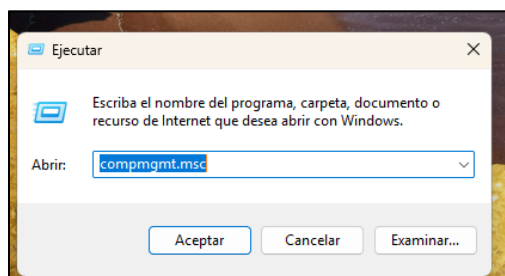 Ejecutar
Escriba el nombre del programa, carpeta, documento o
recurso de Internet que desea abrir con Windows.
Abrir:
compmgmt.msc
Aceptar
Cancelar
Examinar...